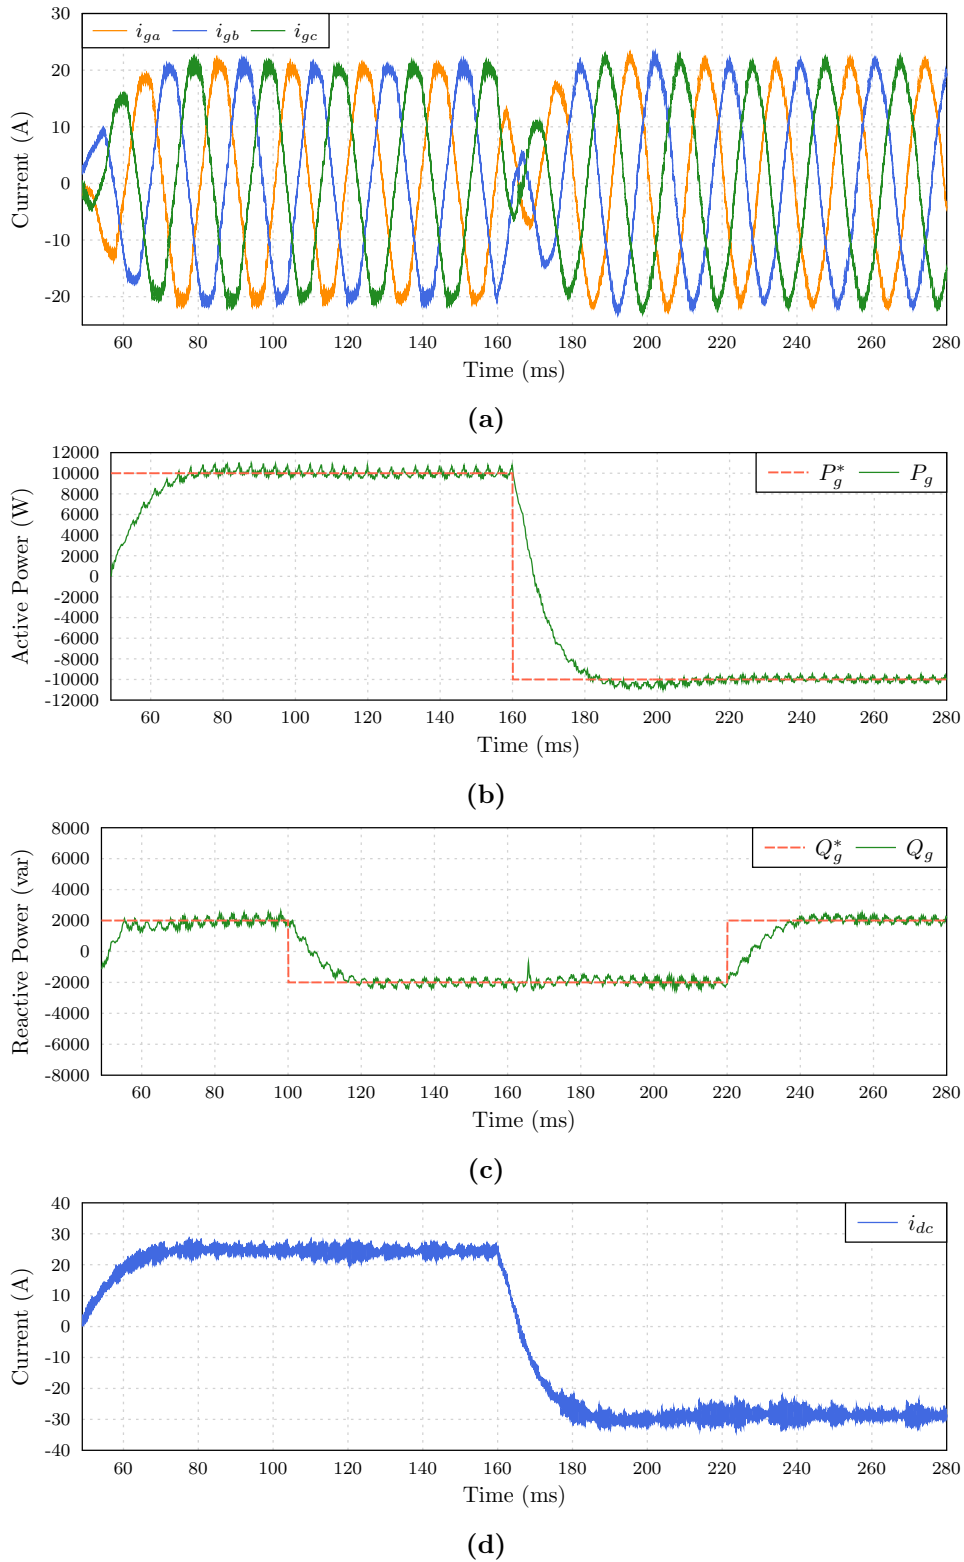 30
20
10
0
-10
-20
Current (A)
i_ga i_gb i_gc
60 80 100 120 140 160 180 200 220 240 260 280
Time (ms)
(a)
12000
10000
8000
6000
4000
2000
0
-2000
-4000
-6000
-8000
-10000
-12000
Active Power (W)
P_g^* P_g
60 80 100 120 140 160 180 200 220 240 260 280
Time (ms)
(b)
8000
6000
4000
2000
0
-2000
-4000
-6000
-8000
Reactive Power (var)
Q_g^* Q_g
60 80 100 120 140 160 180 200 220 240 260 280
Time (ms)
(c)
40
30
20
10
0
-10
-20
-30
-40
Current (A)
i_dc
60 80 100 120 140 160 180 200 220 240 260 280
Time (ms)
(d)